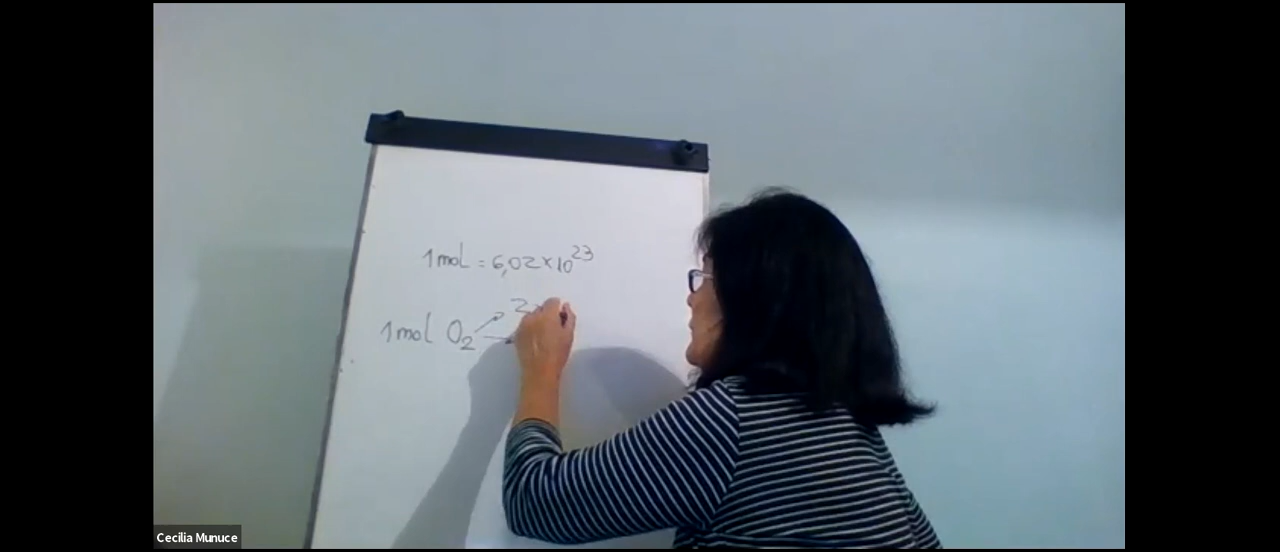 1 mol = 6,02 × 10²³
1 mol O₂
Cecilia Munuce